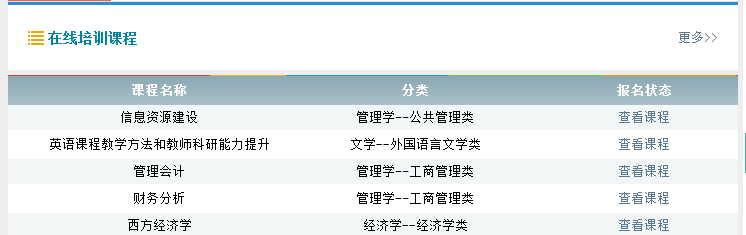 在线培训课程 更多>>
课程名称 分类 报名状态
信息资源建设 管理学--公共管理类 查看课程
英语课程教学方法和教师科研能力提升 文学--外国语言文学类 查看课程
管理会计 管理学--工商管理类 查看课程
财务分析 管理学--工商管理类 查看课程
西方经济学 经济学--经济学类 查看课程